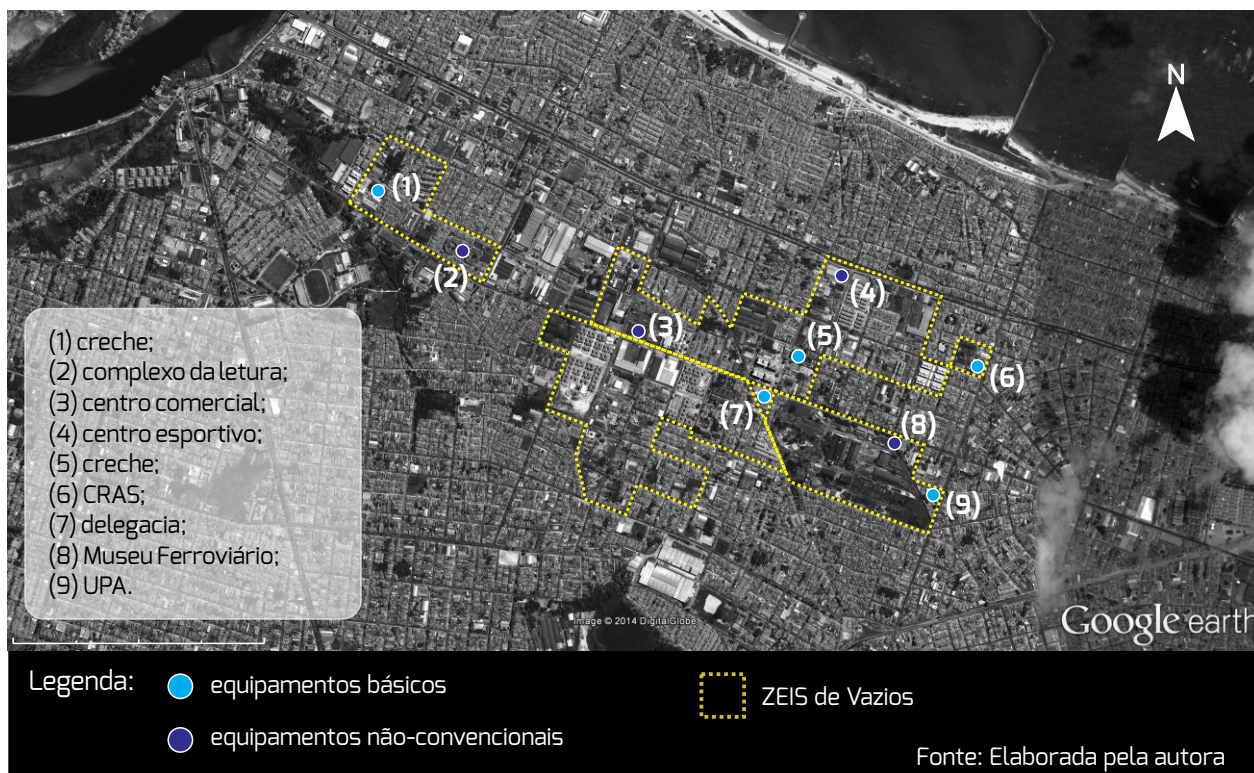 N
(1)
(2)
(3)
(4)
(5)
(6)
(7)
(8)
(9)
(1) creche;
(2) complexo da letura;
(3) centro comercial;
(4) centro esportivo;
(5) creche;
(6) CRAS;
(7) delegacia;
(8) Museu Ferroviário;
(9) UPA.
Image © 2014 DigitalGlobe
Google earth
Legenda:
equipamentos básicos
ZEIS de Vazios
equipamentos não-convencionais
Fonte: Elaborada pela autora